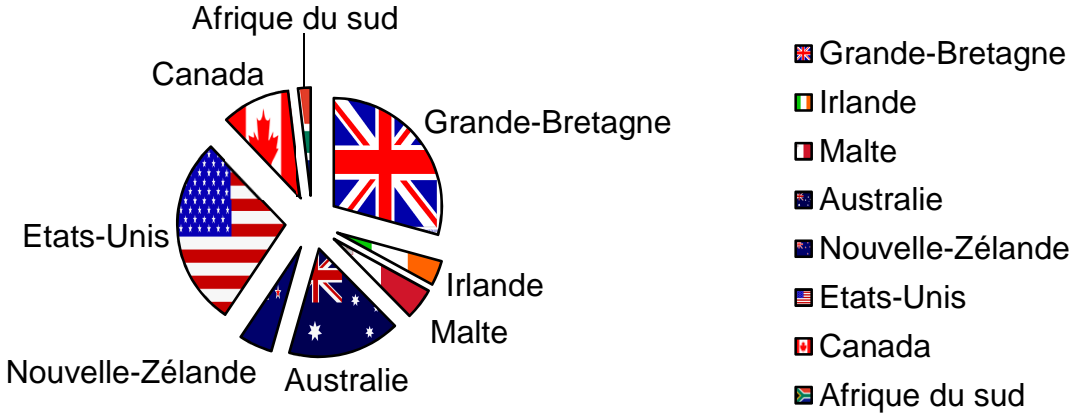 Afrique du sud
Canada
Grande-Bretagne
Etats-Unis
Irlande
Malte
Nouvelle-Zélande
Australie
Grande-Bretagne
Irlande
Malte
Australie
Nouvelle-Zélande
Etats-Unis
Canada
Afrique du sud